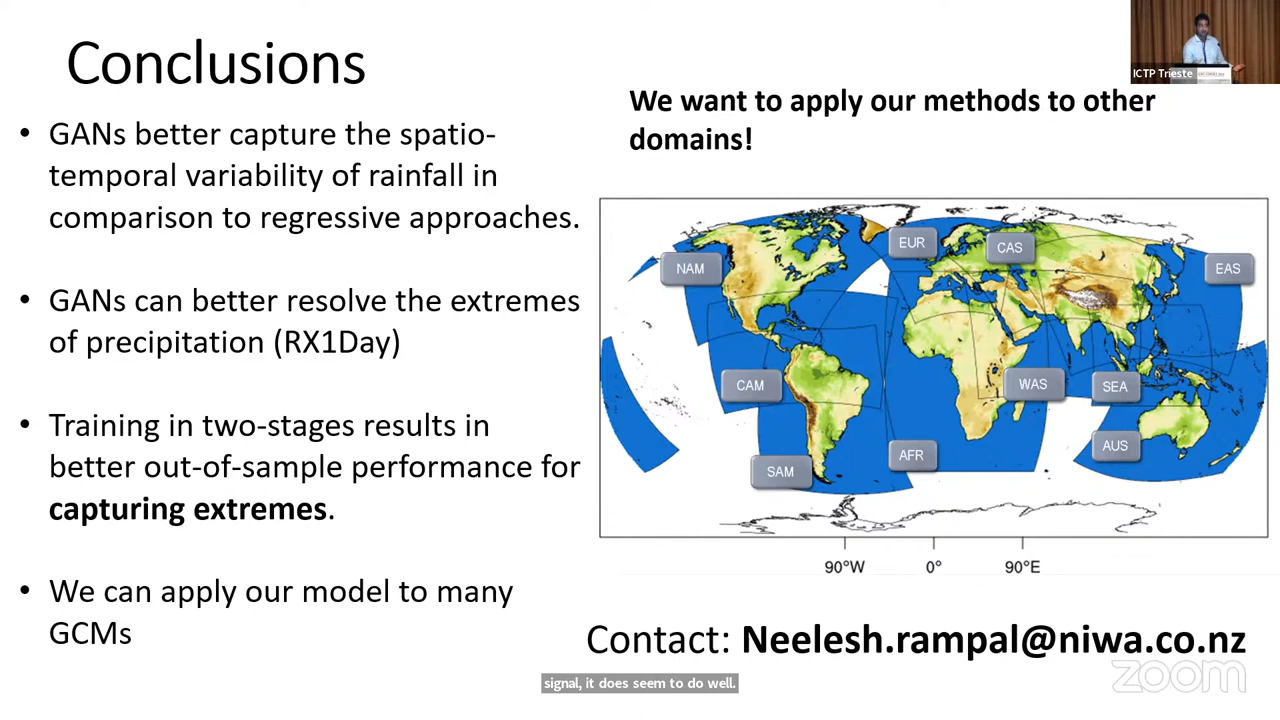 Conclusions
• GANs better capture the spatio-
temporal variability of rainfall in
comparison to regressive approaches.
• GANs can better resolve the extremes
of precipitation (RX1Day)
• Training in two-stages results in
better out-of-sample performance for
capturing extremes.
• We can apply our model to many
GCMs
ICTP Trieste
We want to apply our methods to other
domains!
EUR
CAS
NAM
EAS
CAM
WAS
SEA
AUS
AFR
SAM
90°W 0° 90°E
Contact: Neelesh.rampal@niwa.co.nz
signal, it does seem to do well.
zoom